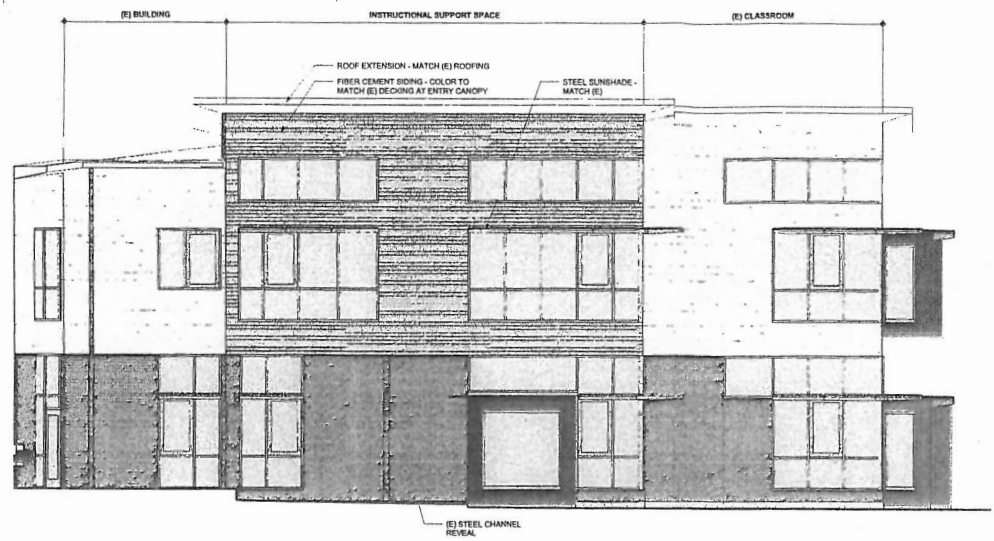 (E) BUILDING
INSTRUCTIONAL SUPPORT SPACE
(E) CLASSROOM
ROOF EXTENSION - MATCH (E) ROOFING
FIBER CEMENT SIDING - COLOR TO
MATCH (E) DECKING AT ENTRY CANOPY
STEEL SUNSHADE -
MATCH (E)
(E) STEEL CHANNEL
REVEAL